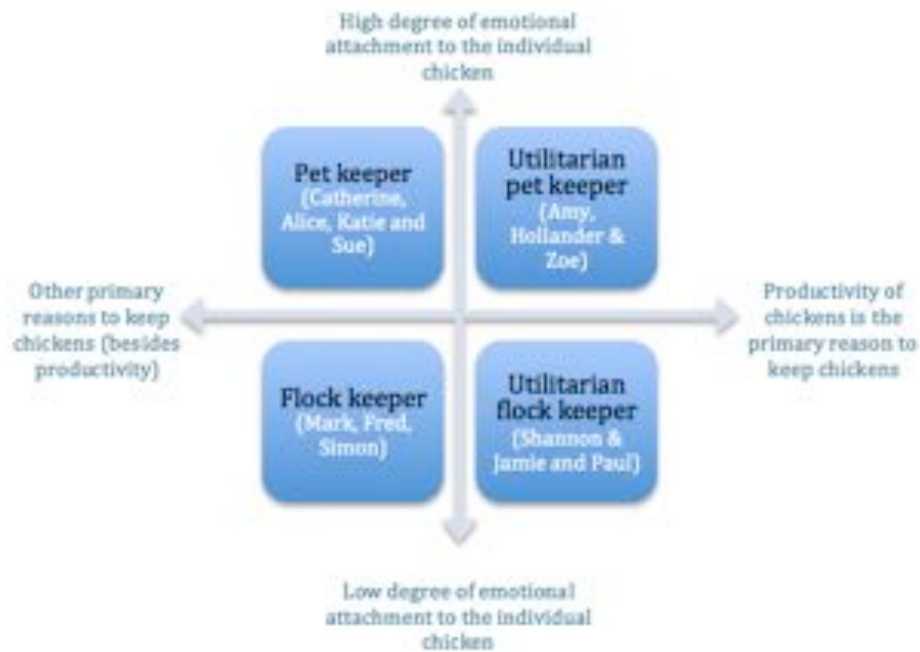 High degree of emotional
attachment to the individual
chicken
Pet keeper
(Catherine,
Alice, Katie and
Sue)
Utilitarian
pet keeper
(Amy,
Hollander &
Zoe)
Other primary
reasons to keep
chickens (besides
productivity)
Productivity of
chickens is the
primary reason to
keep chickens
Flock keeper
(Mark, Fred,
Simon)
Utilitarian
flock keeper
(Shannon &
Jamie and Paul)
Low degree of emotional
attachment to the individual
chicken